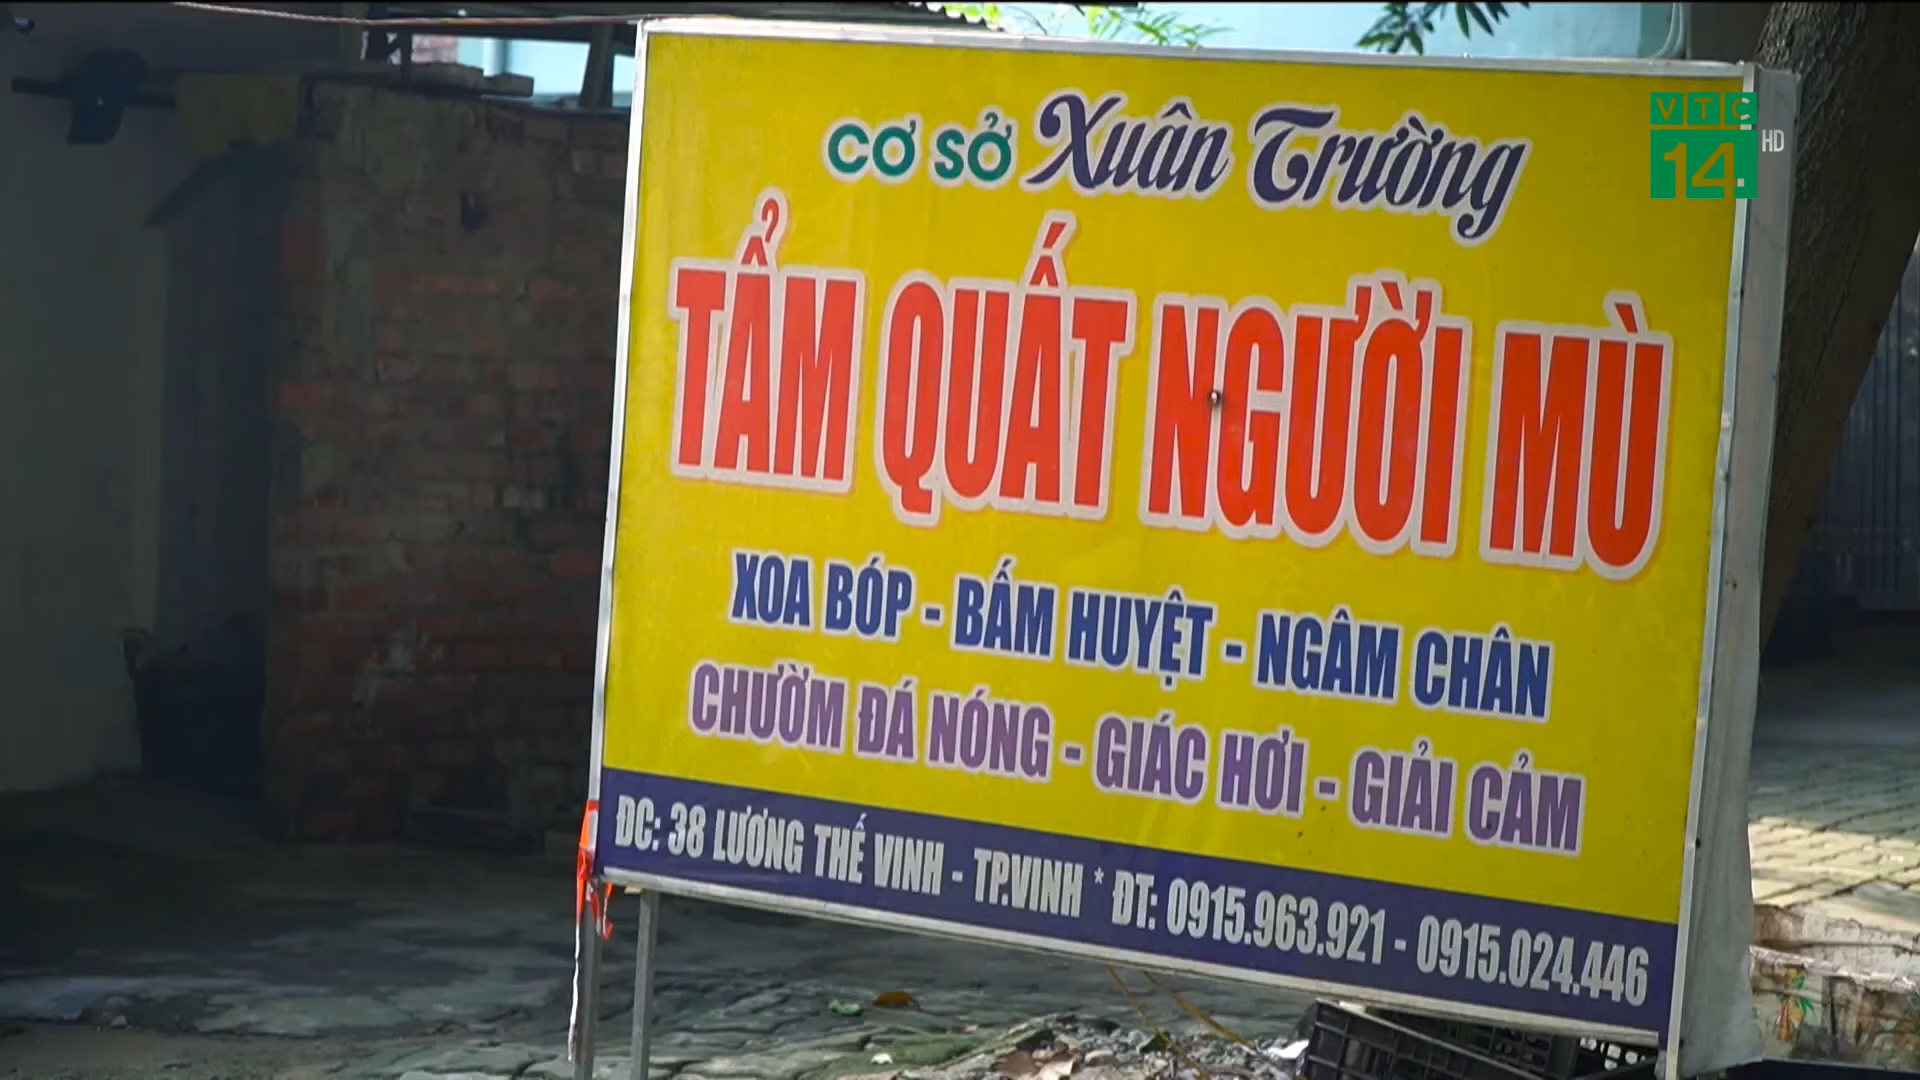 VTC
14
HD
CƠ SỞ Xuân Trường
TẨM QUẤT NGƯỜI MÙ
XOA BÓP - BẤM HUYỆT - NGÂM CHÂN
CHƯỜM ĐÁ NÓNG - GIÁC HƠI - GIẢI CẢM
ĐC: 38 LƯƠNG THẾ VINH - TP.VINH * ĐT: 0915.963.921 - 0915.024.446